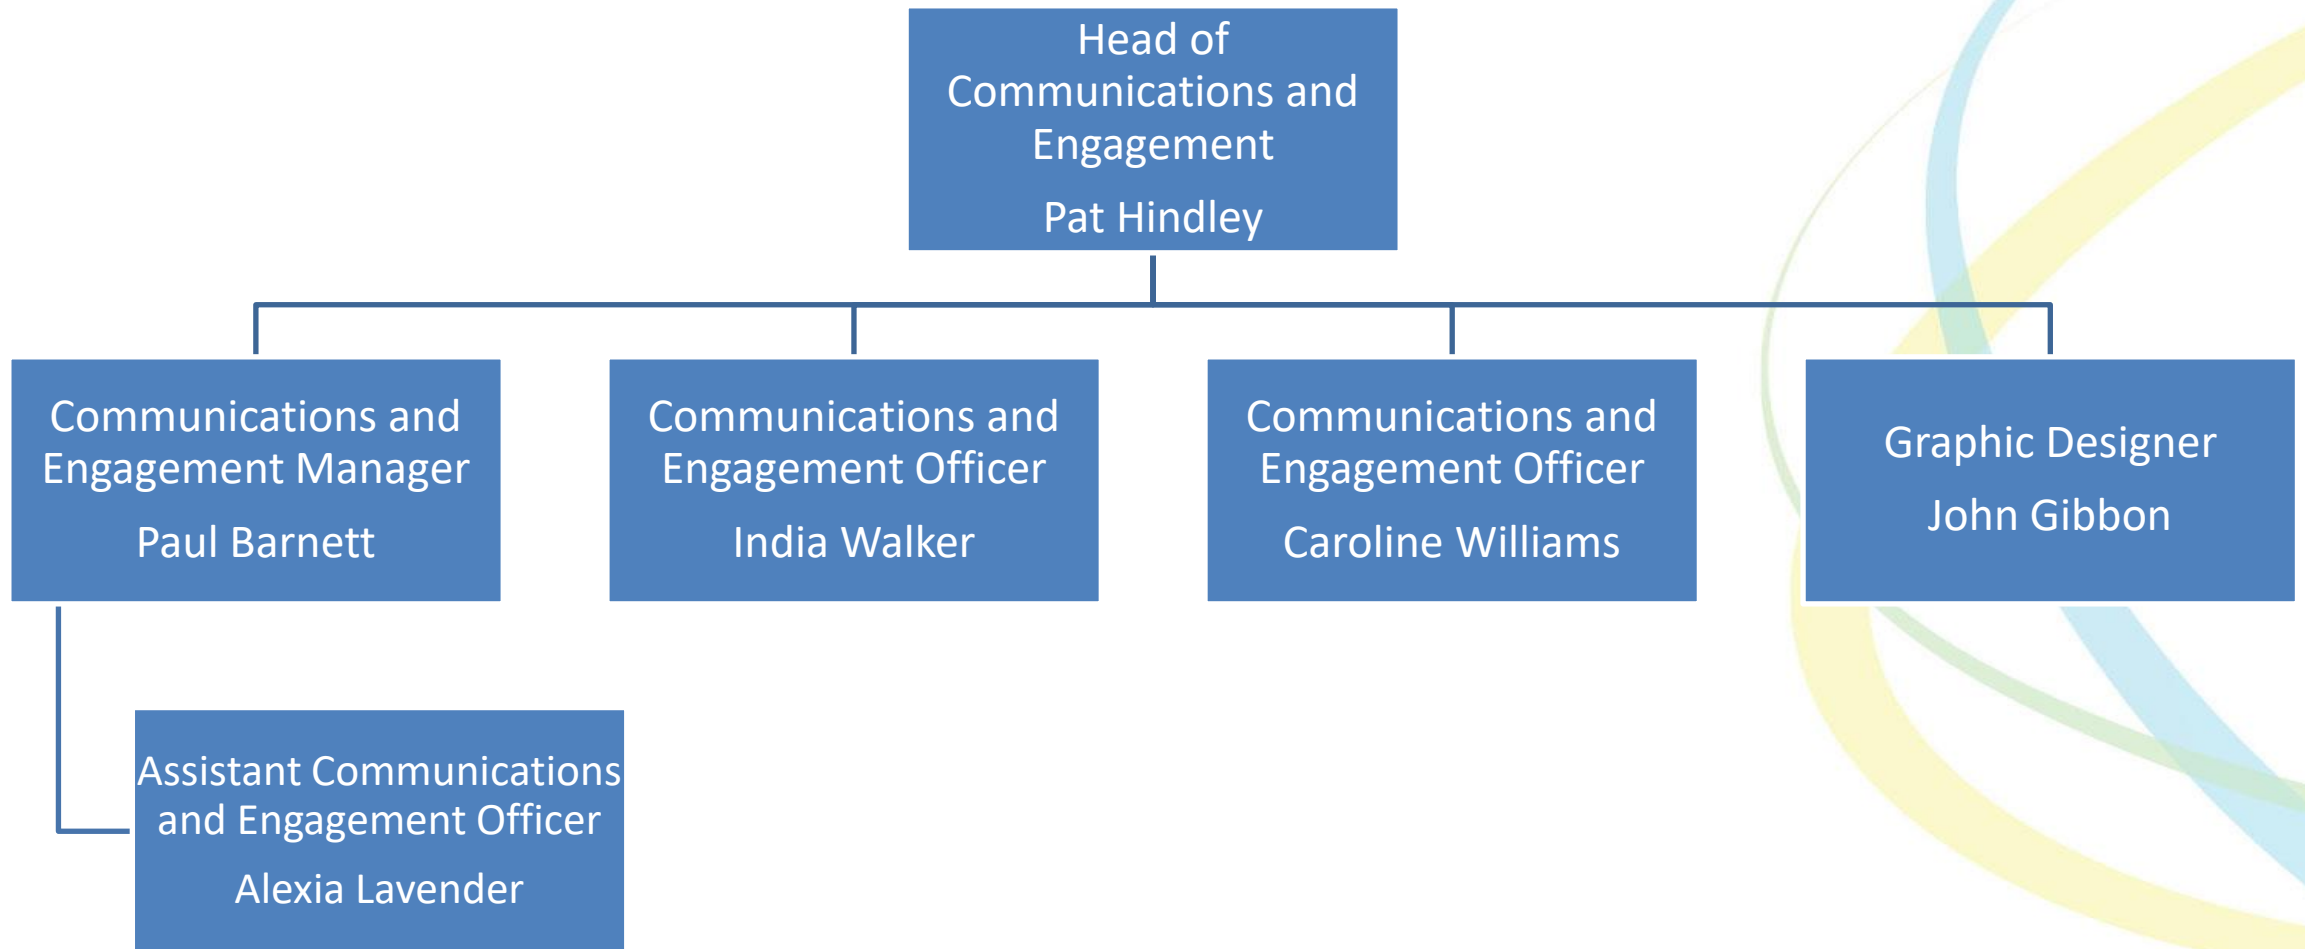 Head of
Communications and
Engagement
Pat Hindley
Communications and
Engagement Manager
Paul Barnett
Communications and
Engagement Officer
India Walker
Communications and
Engagement Officer
Caroline Williams
Graphic Designer
John Gibbon
Assistant Communications
and Engagement Officer
Alexia Lavender